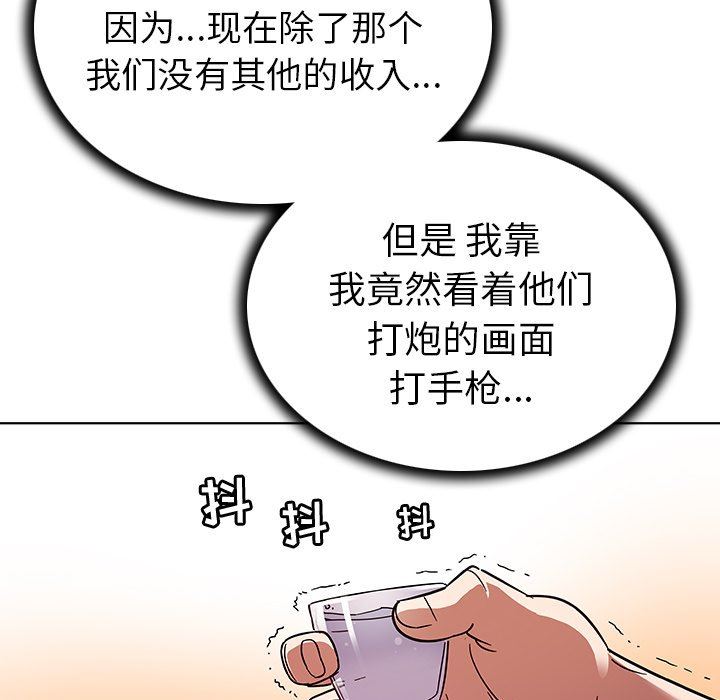 因为...现在除了那个
我们没有其他的收入...
但是 我靠
我竟然看着他们
打炮的画面
打手枪...
抖 抖 抖